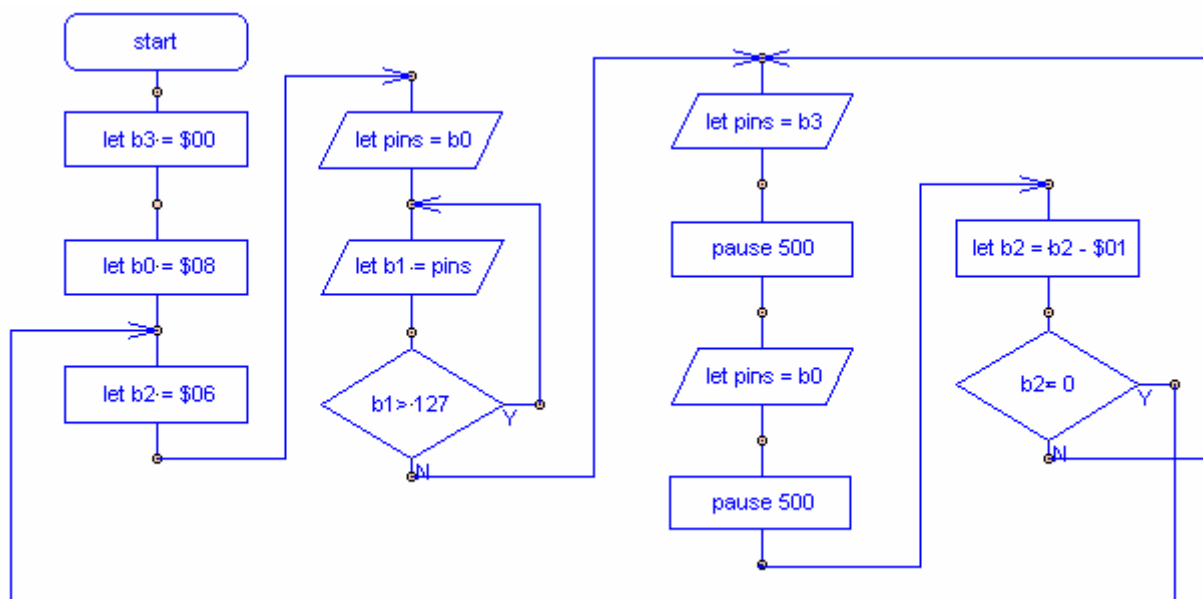 start
let b3 = $00
let b0 = $08
let b2 = $06
let pins = b0
let b1 = pins
b1> 127
Y
N
let pins = b3
pause 500
let pins = b0
pause 500
let b2 = b2 - $01
b2= 0
Y
N